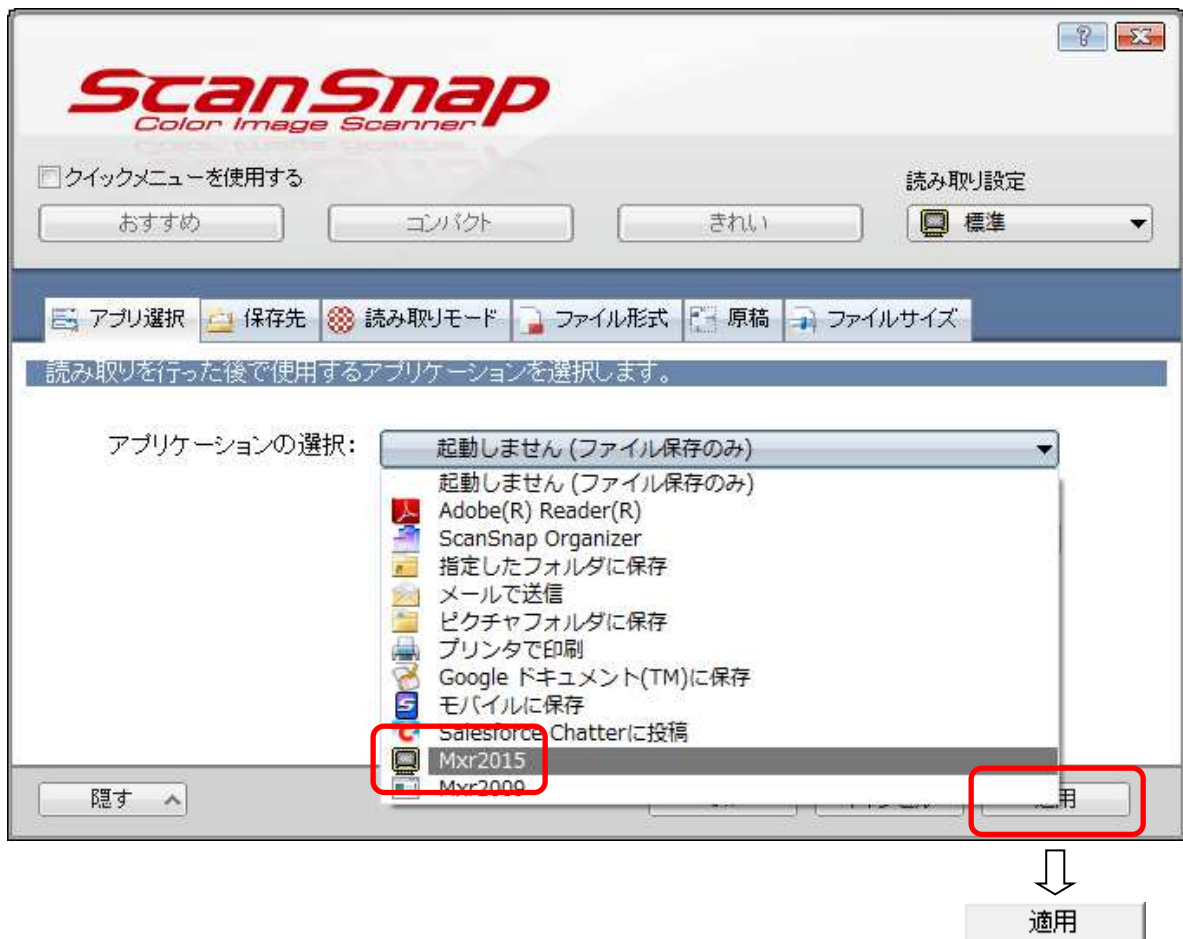 ScanSnap
Color Image Scanner
クイックメニューを使用する
読み取り設定
おすすめ コンパクト きれい 標準
アプリ選択 保存先 読み取りモード ファイル形式 原稿 ファイルサイズ
読み取りを行った後で使用するアプリケーションを選択します。
アプリケーションの選択: 起動しません (ファイル保存のみ)
起動しません (ファイル保存のみ)
Adobe(R) Reader(R)
ScanSnap Organizer
指定したフォルダに保存
メールで送信
ピクチャフォルダに保存
プリンタで印刷
Google ドキュメント(TM)に保存
モバイルに保存
Salesforce Chatterに投稿
Mxr2015
Mxr2009
隠す
適用